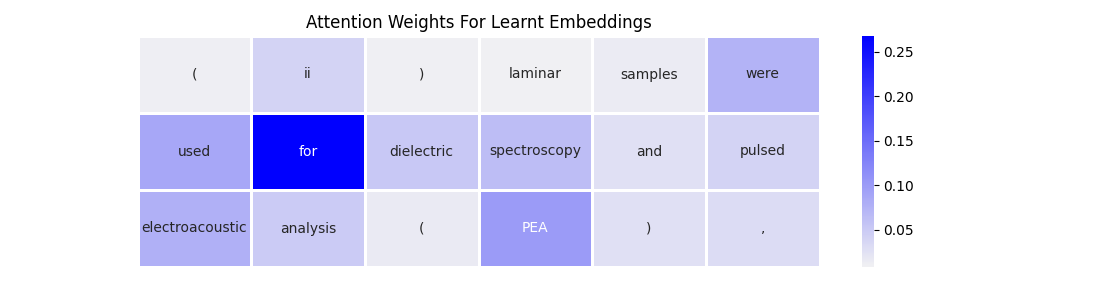 Attention Weights For Learnt Embeddings
( ii ) laminar samples were
used for dielectric spectroscopy and pulsed
electroacoustic analysis ( PEA ) ,
0.25
0.20
0.15
0.10
0.05